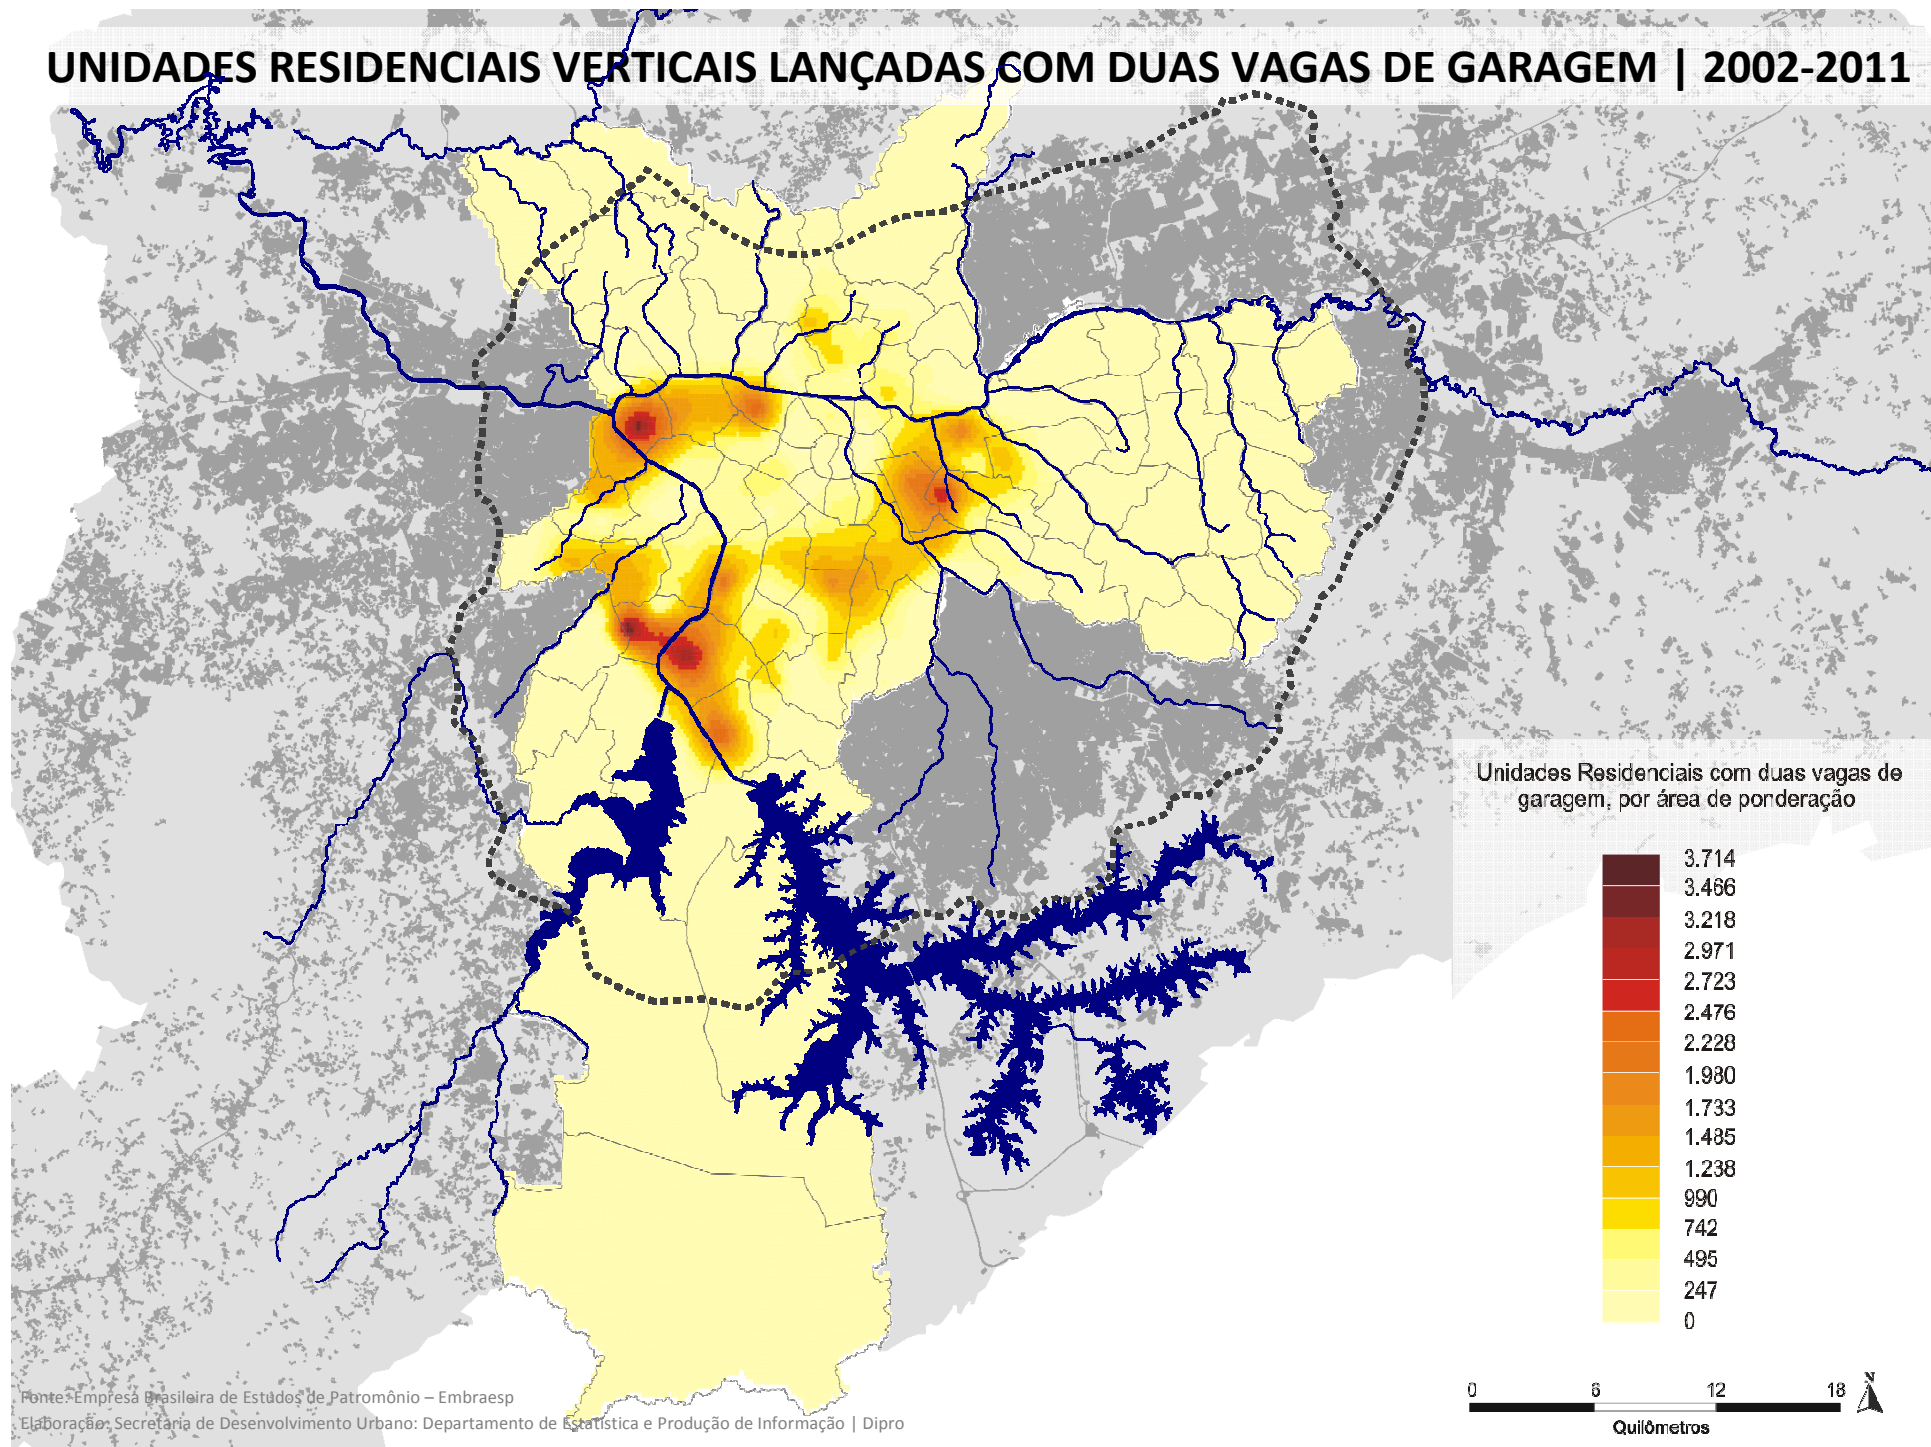 UNIDADES RESIDENCIAIS VERTICAIS LANÇADAS COM DUAS VAGAS DE GARAGEM | 2002-2011
Unidades Residenciais com duas vagas de
garagem, por área de ponderação
3.714
3.466
3.218
2.971
2.723
2.476
2.228
1.980
1.733
1.485
1.238
990
742
495
247
0
N
0 6 12 18
Quilômetros
Fonte: Empresa Brasileira de Estudos de Patromônio – Embraesp
Elaboração: Secretaria de Desenvolvimento Urbano: Departamento de Estatística e Produção de Informação | Dipro